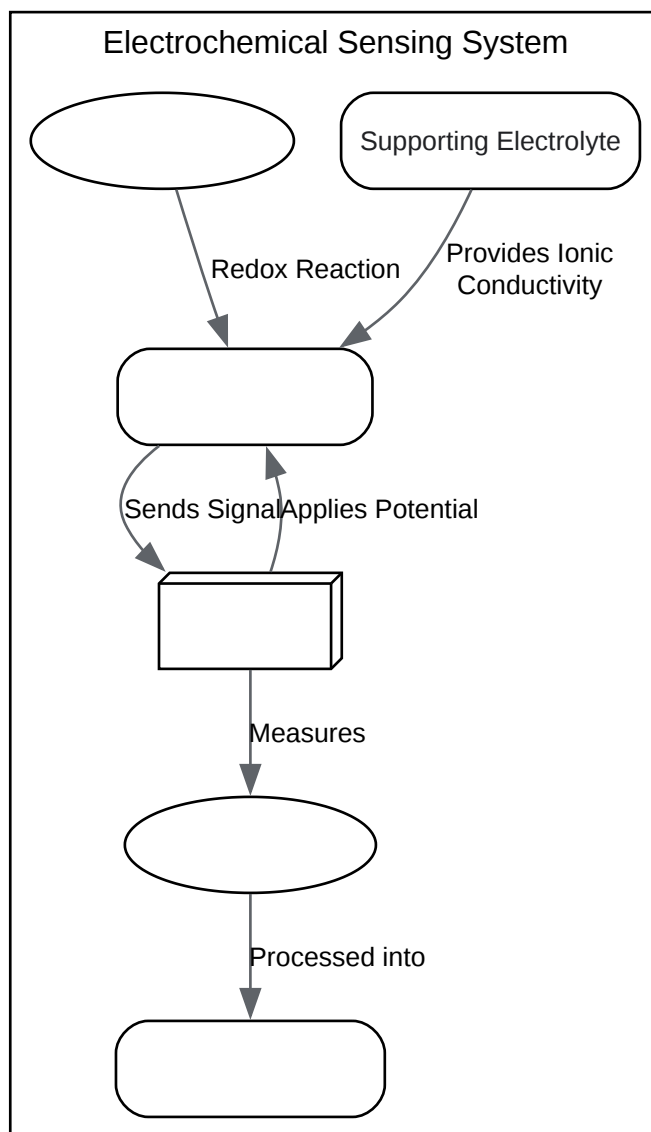 Electrochemical Sensing System
Supporting Electrolyte
Redox Reaction
Provides Ionic
Conductivity
Sends Signal
Applies Potential
Measures
Processed into